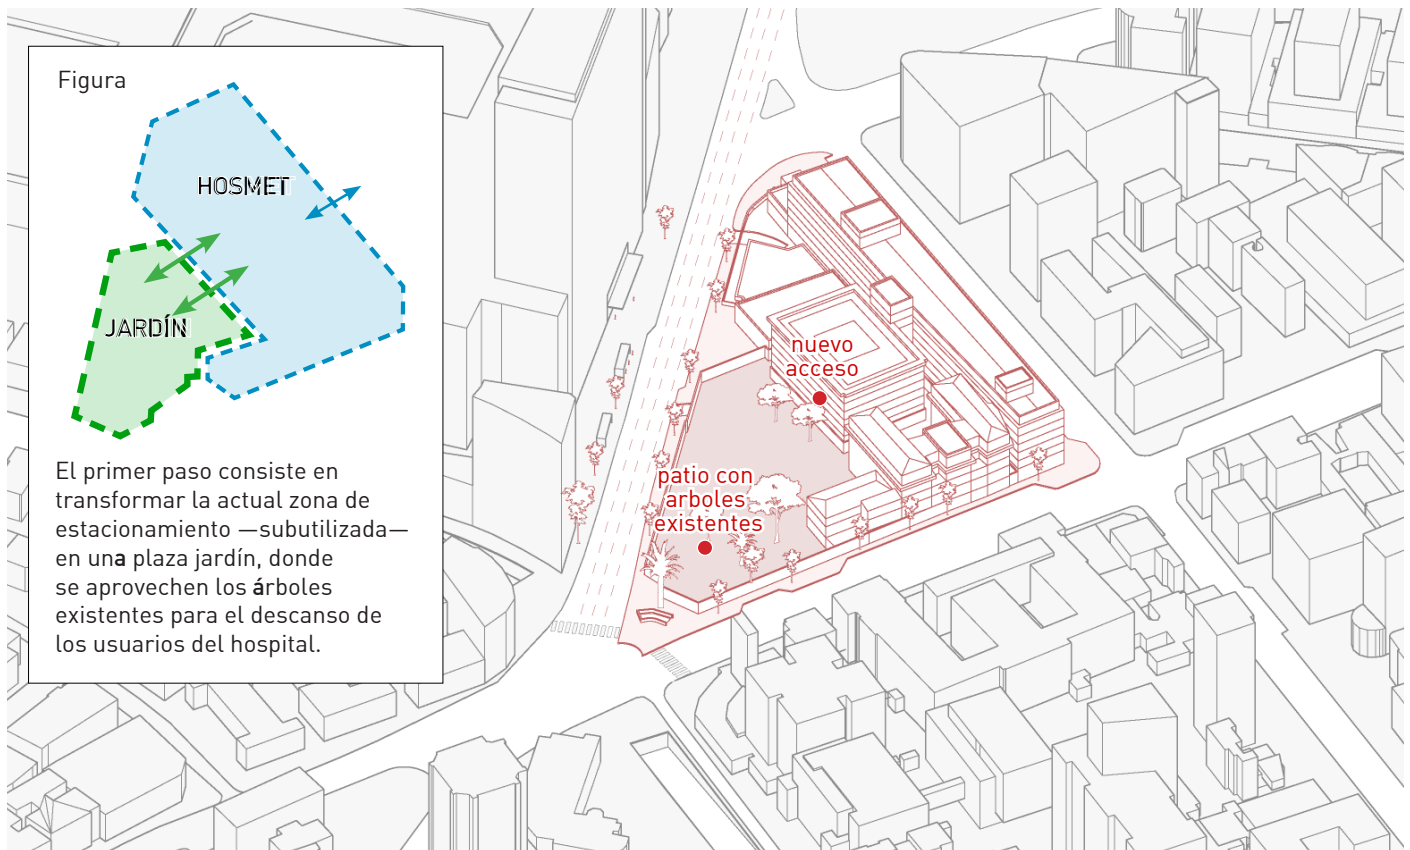 Figura
HOSMET
JARDÍN
El primer paso consiste en
transformar la actual zona de
estacionamiento —subutilizada—
en una plaza jardín, donde
se aprovechen los árboles
existentes para el descanso de
los usuarios del hospital.
nuevo
acceso
patio con
arboles
existentes